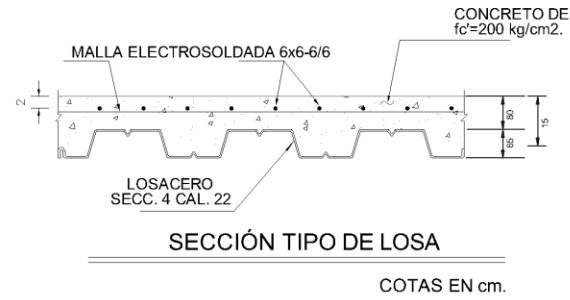 CONCRETO DE
fc'=200 kg/cm2.
MALLA ELECTROSOLDADA 6x6-6/6
2
80
15
65
LOSACERO
SECC. 4 CAL. 22
SECCIÓN TIPO DE LOSA
COTAS EN cm.